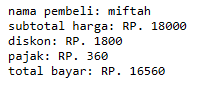 nama pembeli: miftah
subtotal harga: RP. 18000
diskon: RP. 1800
pajak: RP. 360
total bayar: RP. 16560